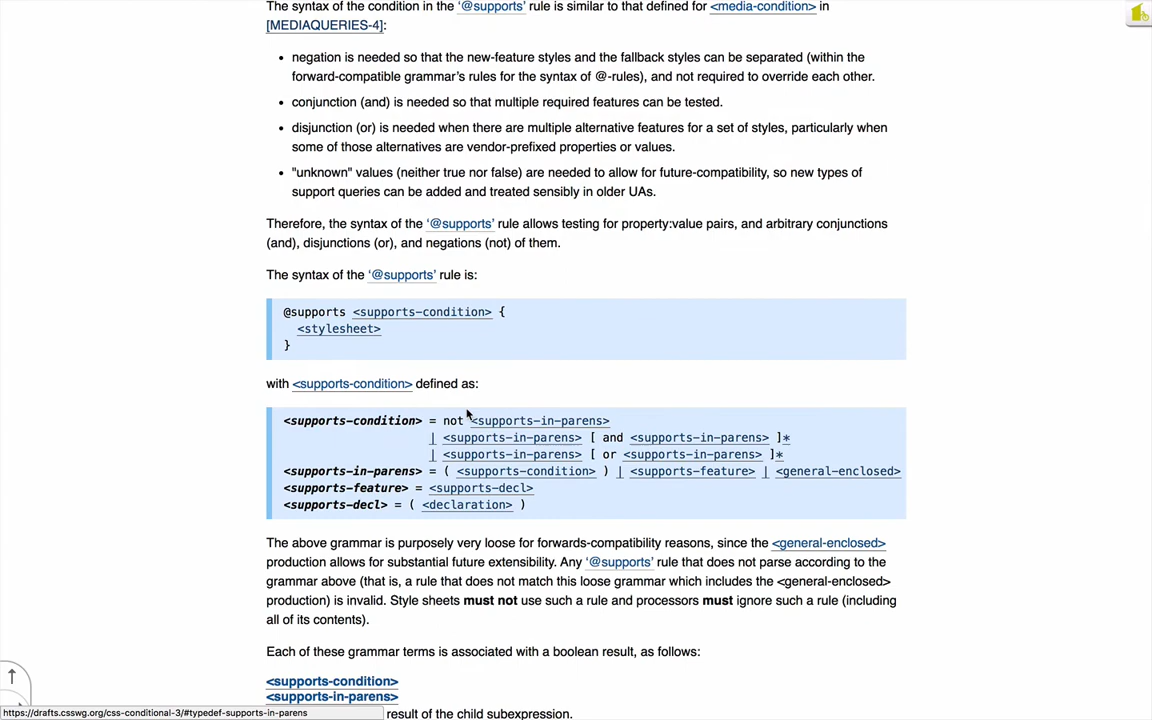 The syntax of the condition in the ‘@supports’ rule is similar to that defined for <media-condition> in
[MEDIAQUERIES-4]:
• negation is needed so that the new-feature styles and the fallback styles can be separated (within the
forward-compatible grammar’s rules for the syntax of @-rules), and not required to override each other.
• conjunction (and) is needed so that multiple required features can be tested.
• disjunction (or) is needed when there are multiple alternative features for a set of styles, particularly when
some of those alternatives are vendor-prefixed properties or values.
• "unknown" values (neither true nor false) are needed to allow for future-compatibility, so new types of
support queries can be added and treated sensibly in older UAs.
Therefore, the syntax of the ‘@supports’ rule allows testing for property:value pairs, and arbitrary conjunctions
(and), disjunctions (or), and negations (not) of them.
The syntax of the ‘@supports’ rule is:
@supports <supports-condition> {
<stylesheet>
}
with <supports-condition> defined as:
<supports-condition> = not <supports-in-parens>
| <supports-in-parens> [ and <supports-in-parens> ]*
| <supports-in-parens> [ or <supports-in-parens> ]*
<supports-in-parens> = ( <supports-condition> ) | <supports-feature> | <general-enclosed>
<supports-feature> = <supports-decl>
<supports-decl> = ( <declaration> )
The above grammar is purposely very loose for forwards-compatibility reasons, since the <general-enclosed>
production allows for substantial future extensibility. Any ‘@supports’ rule that does not parse according to the
grammar above (that is, a rule that does not match this loose grammar which includes the <general-enclosed>
production) is invalid. Style sheets must not use such a rule and processors must ignore such a rule (including
all of its contents).
Each of these grammar terms is associated with a boolean result, as follows:
<supports-condition>
<supports-in-parens>
result of the child subexpression.
https://drafts.csswg.org/css-conditional-3/#typedef-supports-in-parens